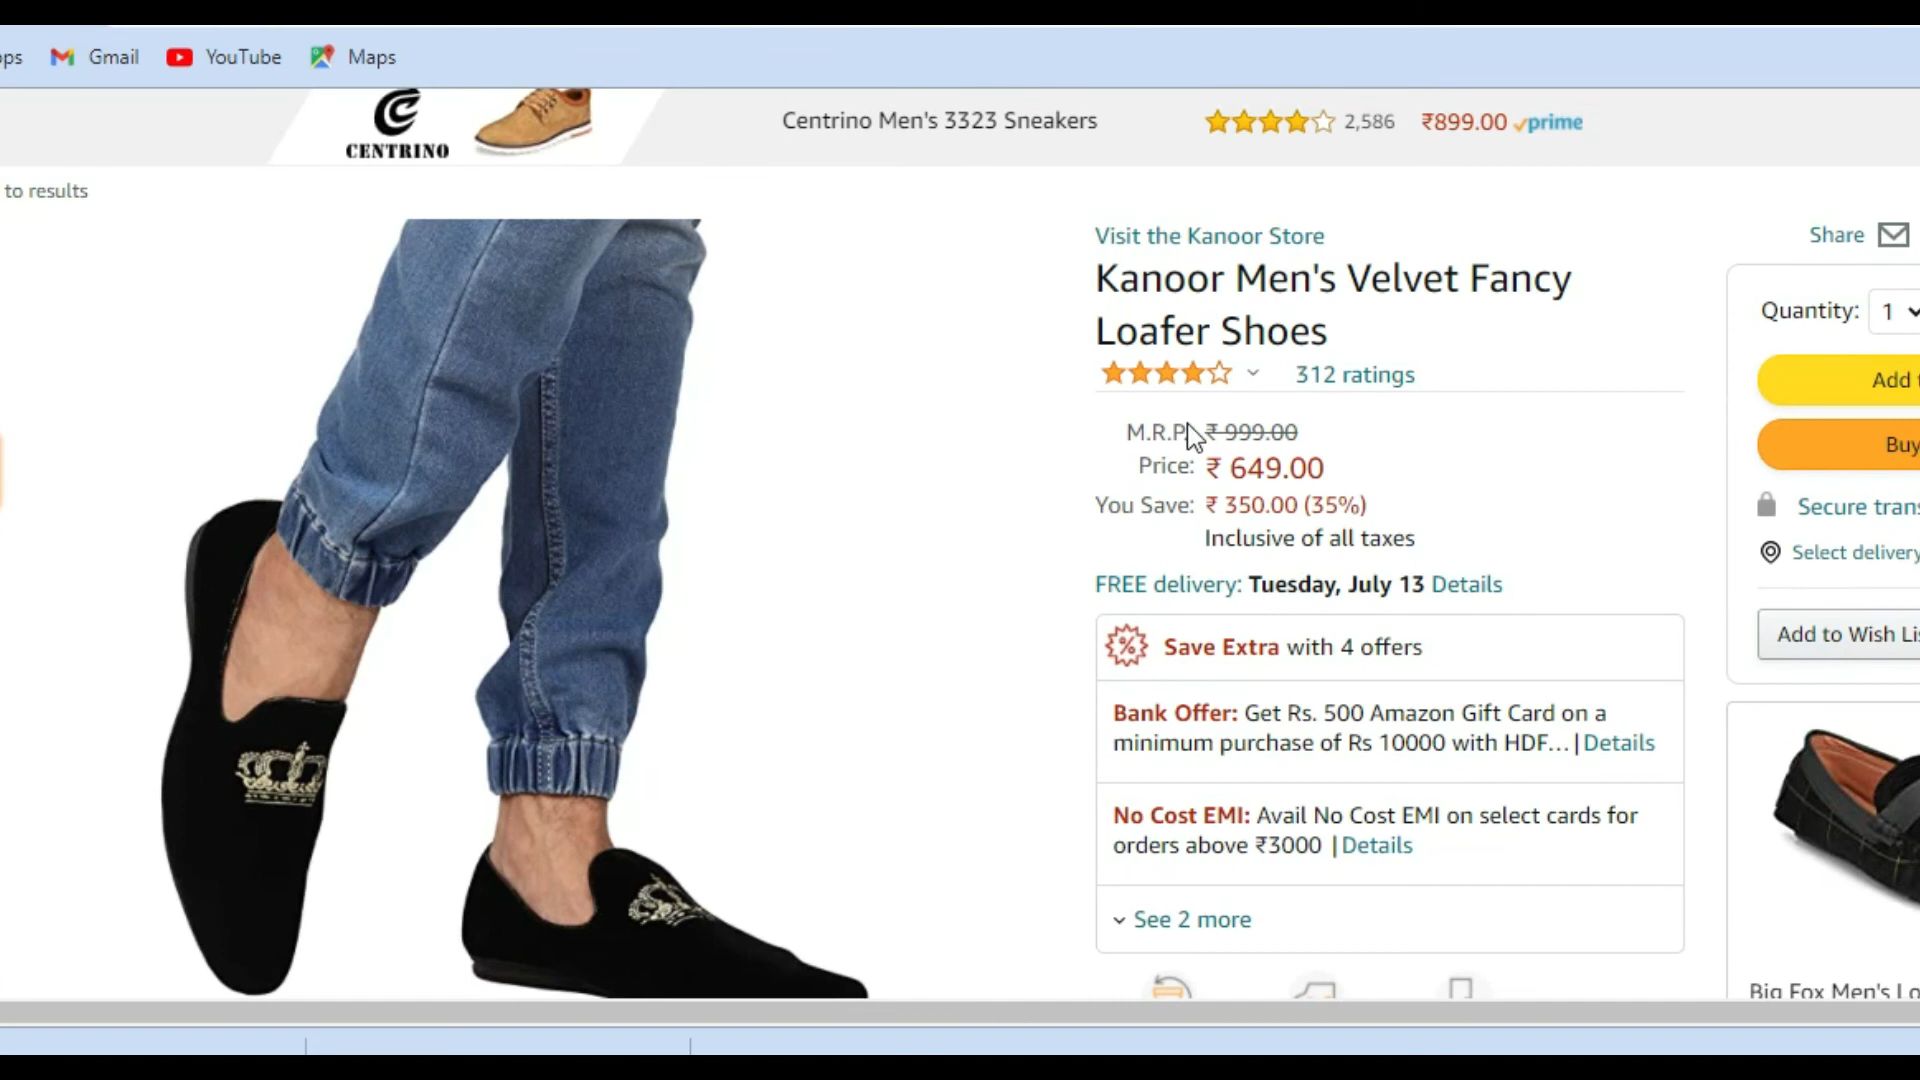 ps Gmail YouTube Maps
CENTRINO
Centrino Men's 3323 Sneakers 2,586 ₹899.00 prime
to results
Visit the Kanoor Store
Share
Kanoor Men's Velvet Fancy
Loafer Shoes
312 ratings
M.R.P ₹ 999.00
Price: ₹ 649.00
You Save: ₹ 350.00 (35%)
Inclusive of all taxes
FREE delivery: Tuesday, July 13 Details
% Save Extra with 4 offers
Bank Offer: Get Rs. 500 Amazon Gift Card on a
minimum purchase of Rs 10000 with HDF... | Details
No Cost EMI: Avail No Cost EMI on select cards for
orders above ₹3000 | Details
See 2 more
Quantity: 1
Add
Buy
Secure trans
Select delivery
Add to Wish Lis
Big Fox Men's Lo